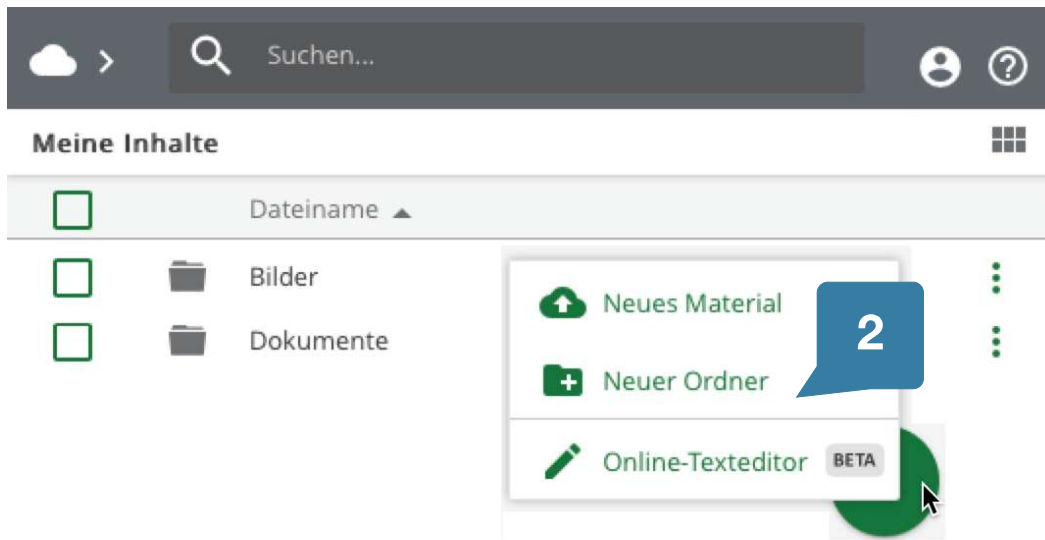 Suchen...
Meine Inhalte
Dateiname
Bilder
Dokumente
Neues Material
2
Neuer Ordner
Online-Texteditor BETA